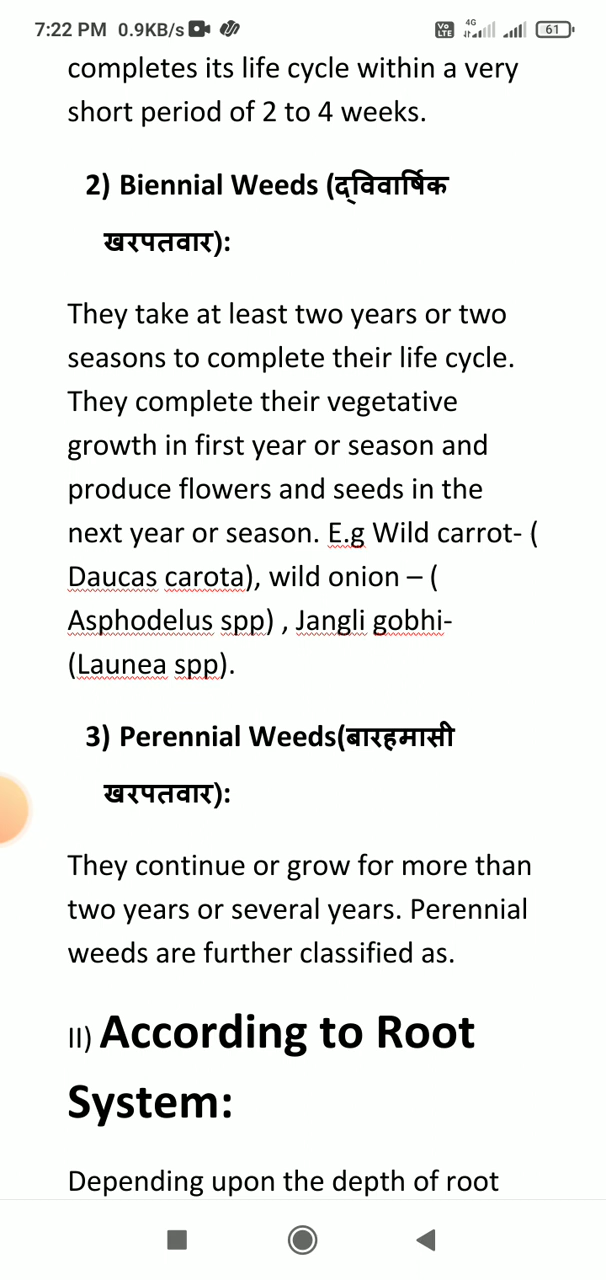 7:22 PM 0.9KB/s
Vo LTE 4G 61
completes its life cycle within a very
short period of 2 to 4 weeks.
2) Biennial Weeds (द्विवार्षिक
खरपतवार):
They take at least two years or two
seasons to complete their life cycle.
They complete their vegetative
growth in first year or season and
produce flowers and seeds in the
next year or season. E.g Wild carrot- (
Daucas carota), wild onion – (
Asphodelus spp) , Jangli gobhi-
(Launea spp).
3) Perennial Weeds(बारहमासी
खरपतवार):
They continue or grow for more than
two years or several years. Perennial
weeds are further classified as.
II) According to Root
System:
Depending upon the depth of root